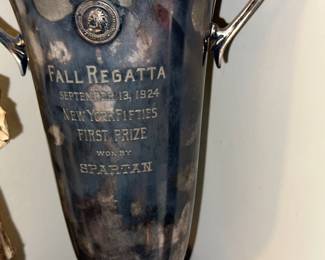 FALL REGATTA
SEPTEMBER 13, 1924
NEW YORK FIFTIES
FIRST PRIZE
WON BY
SPARTAN